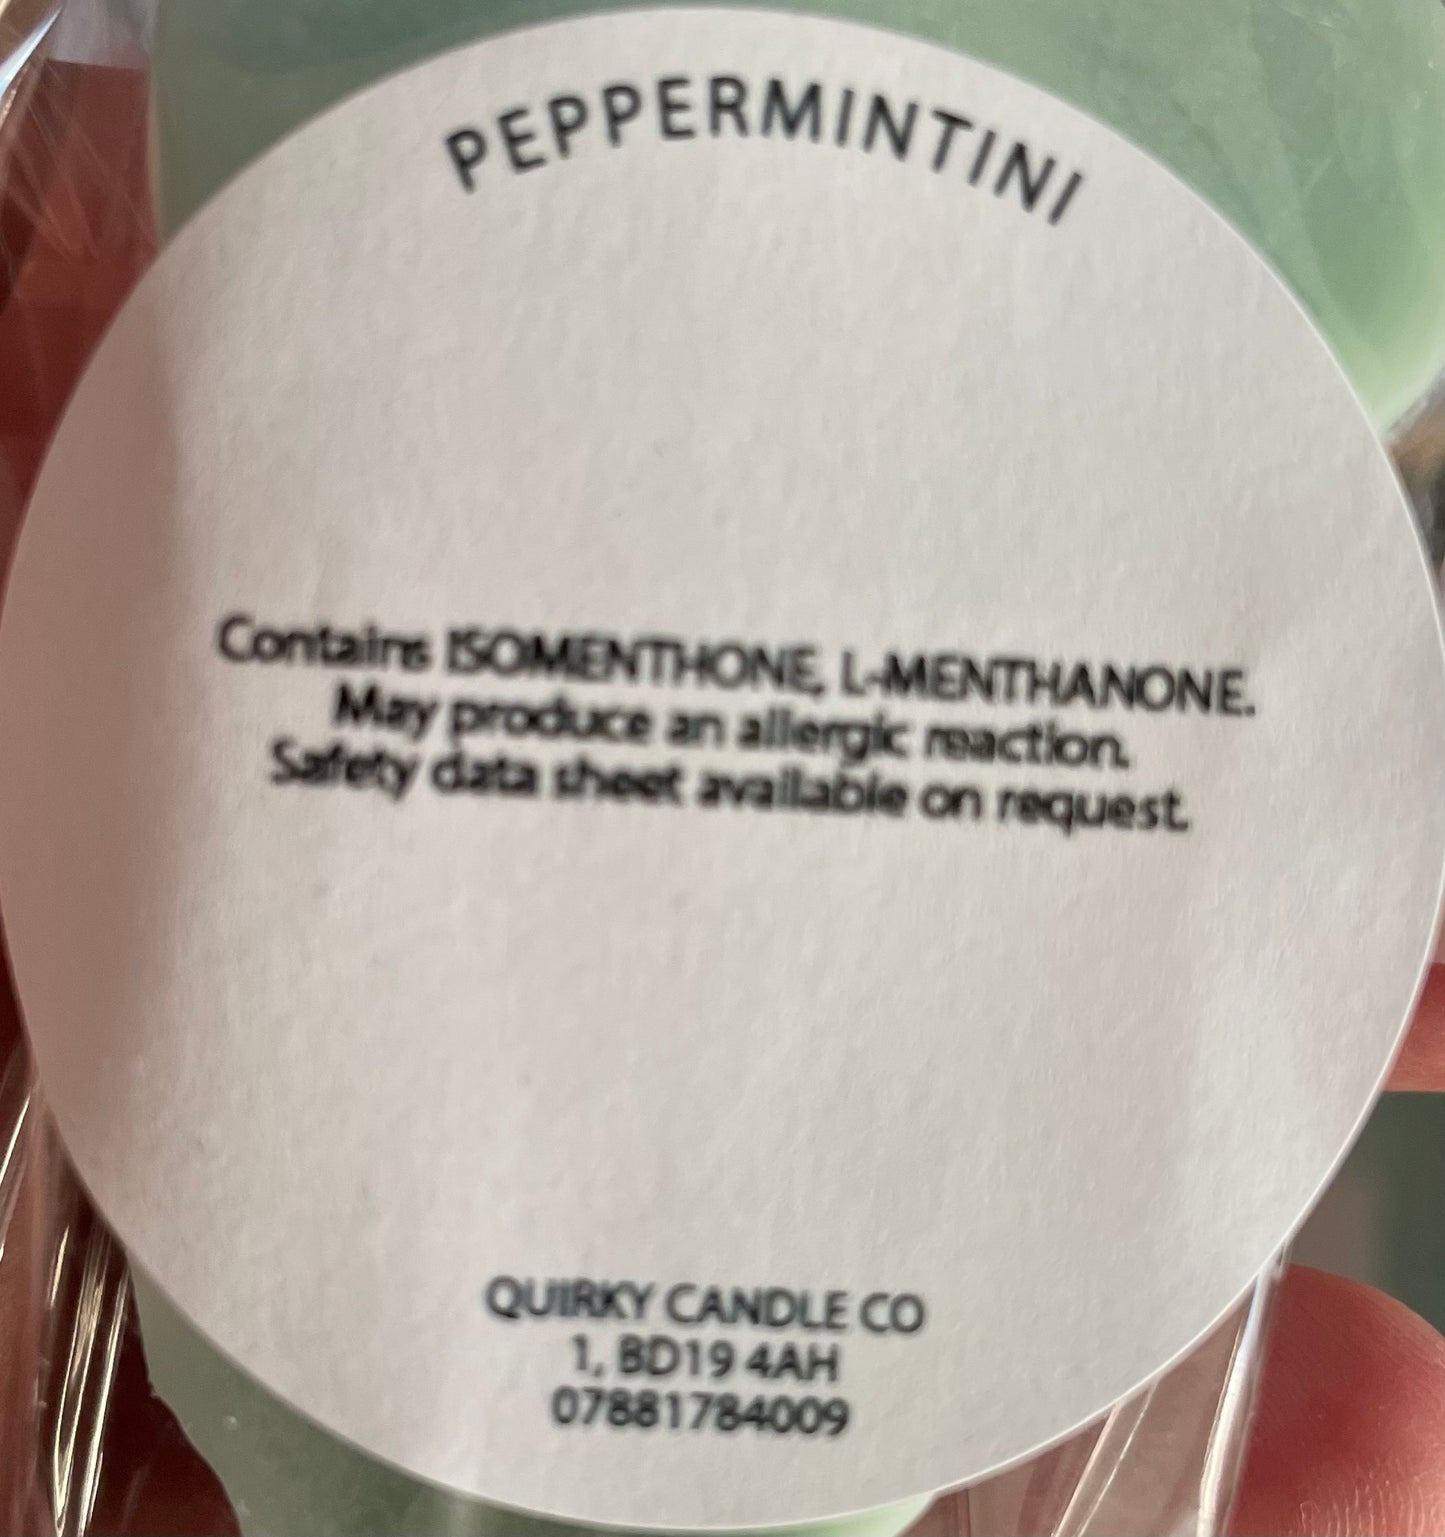 PEPPERMINTINI
Contains ISOMENTHONE, L-MENTHANONE.
May produce an allergic reaction.
Safety data sheet available on request.
QUIRKY CANDLE CO
1, BD19 4AH
07881784009